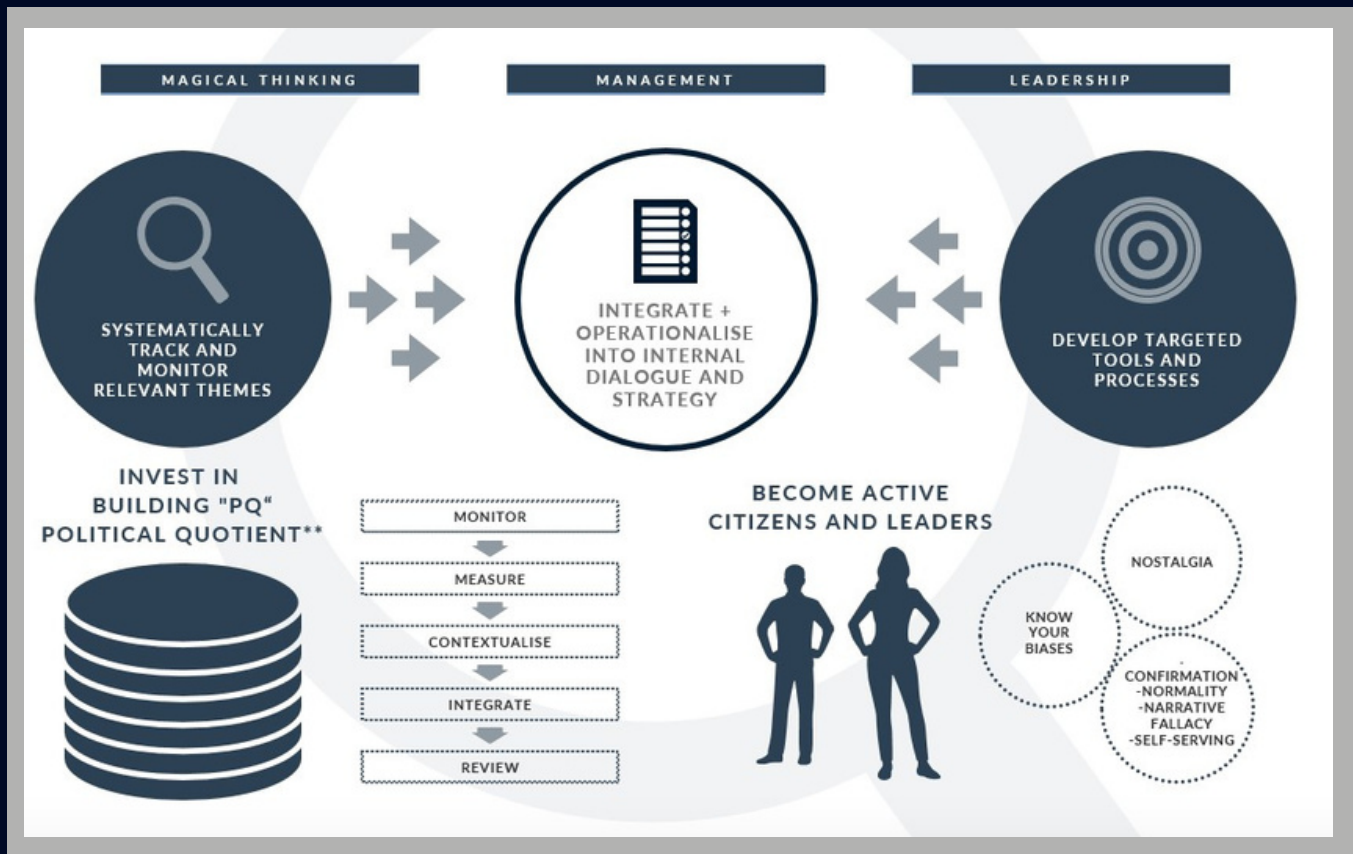 MAGICAL THINKING
MANAGEMENT
LEADERSHIP
SYSTEMATICALLY
TRACK AND
MONITOR
RELEVANT THEMES
INTEGRATE +
OPERATIONALISE
INTO INTERNAL
DIALOGUE AND
STRATEGY
DEVELOP TARGETED
TOOLS AND
PROCESSES
INVEST IN
BUILDING "PQ“
POLITICAL QUOTIENT**
MONITOR
MEASURE
CONTEXTUALISE
INTEGRATE
REVIEW
BECOME ACTIVE
CITIZENS AND LEADERS
KNOW
YOUR
BIASES
NOSTALGIA
-
CONFIRMATION
-NORMALITY
-NARRATIVE
FALLACY
-SELF-SERVING